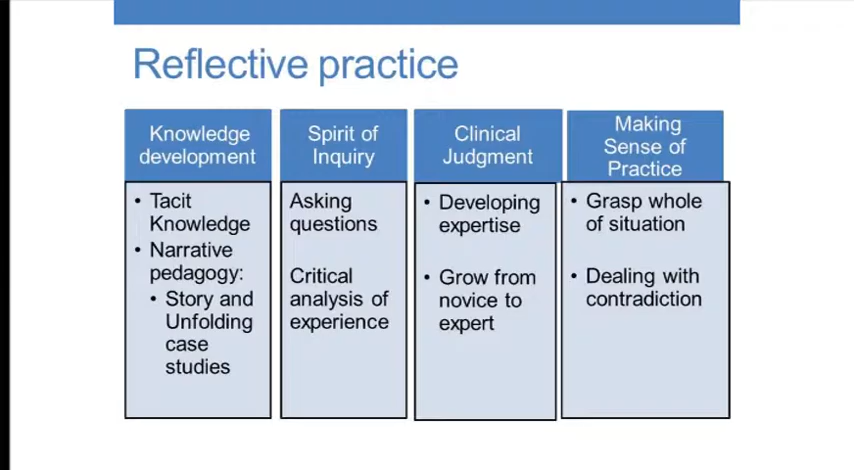 Reflective practice
Knowledge
development
• Tacit
Knowledge
• Narrative
pedagogy:
• Story and
Unfolding
case
studies
Spirit of
Inquiry
Asking
questions
Critical
analysis of
experience
Clinical
Judgment
• Developing
expertise
• Grow from
novice to
expert
Making
Sense of
Practice
• Grasp whole
of situation
• Dealing with
contradiction